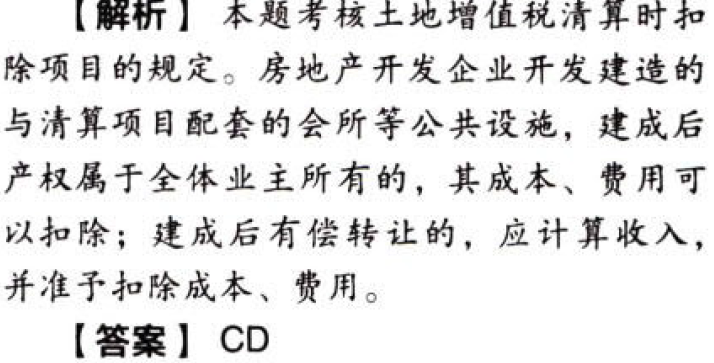 【解析】 本题考核土地增值税清算时扣
除项目的规定。房地产开发企业开发建造的
与清算项目配套的会所等公共设施，建成后
产权属于全体业主所有的，其成本、费用可
以扣除；建成后有偿转让的，应计算收入，
并准予扣除成本、费用。
【答案】 CD